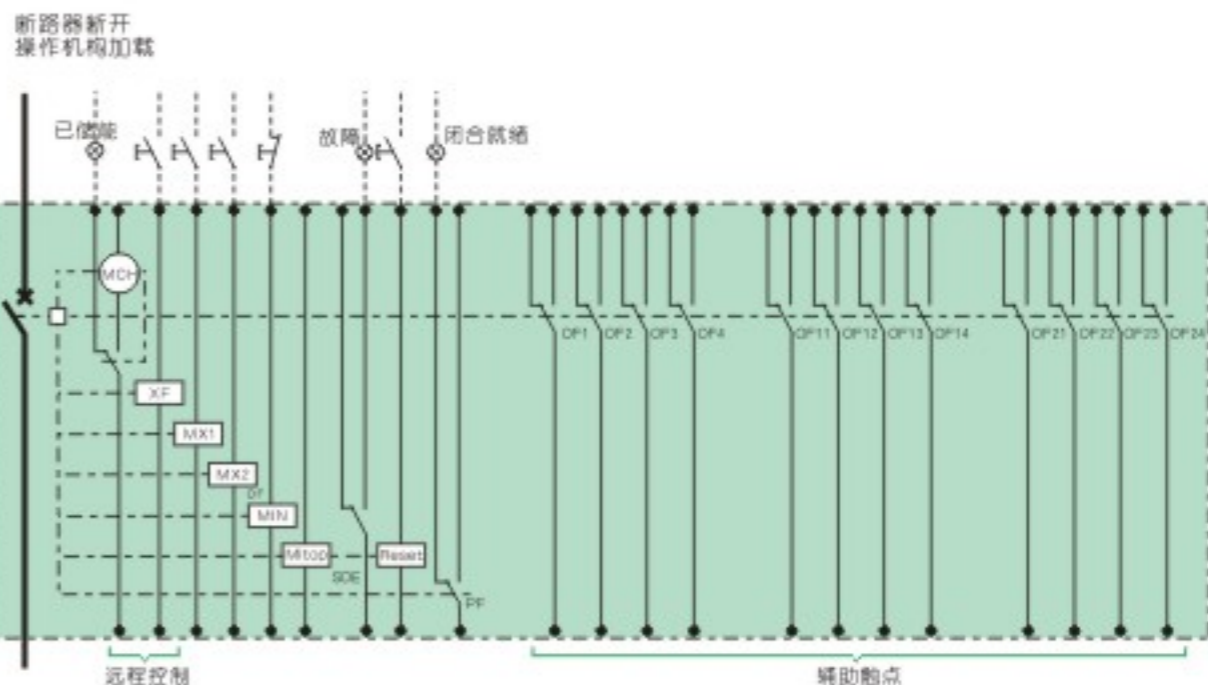 断路器断开
操作机构加载
已储能
故障
闭合就绪
MCH
OF1 OF2 OF3 OF4 OF11 OF12 OF13 OF14 OF21 OF22 OF23 OF24
XF
MX1
MX2
OT
MIN
Mitop Reset
SDE
PF
远程控制 辅助触点